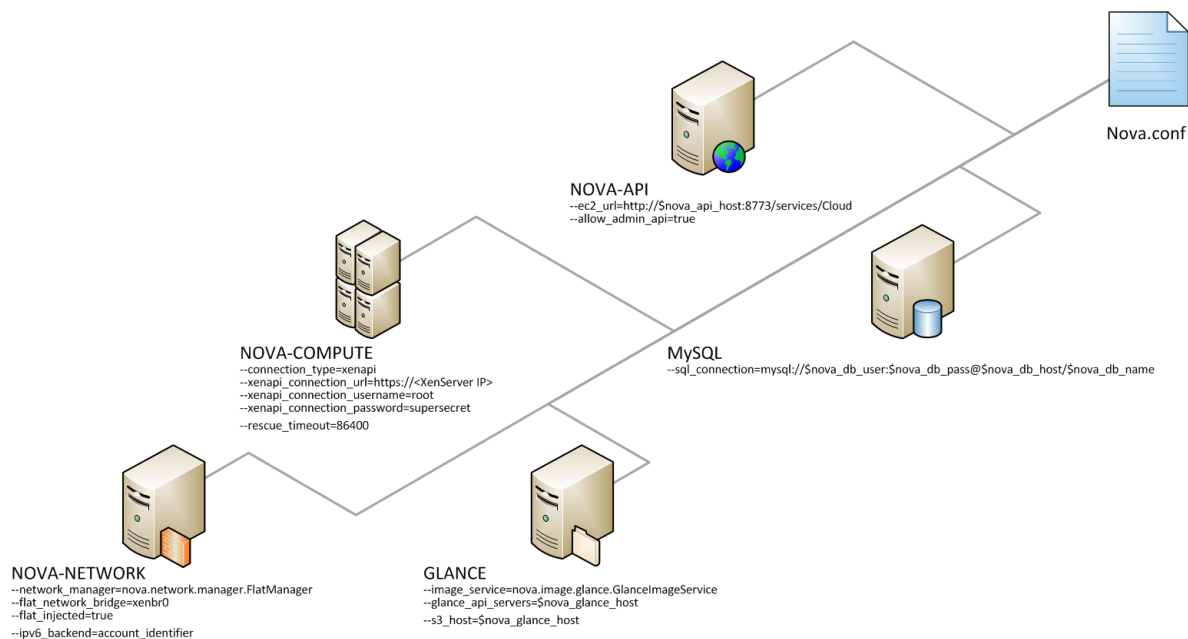 Nova.conf
NOVA-API
--ec2_url=http://$nova_api_host:8773/services/Cloud
--allow_admin_api=true
NOVA-COMPUTE
--connection_type=xenapi
--xenapi_connection_url=https://<XenServer IP>
--xenapi_connection_username=root
--xenapi_connection_password=supersecret
--rescue_timeout=86400
MySQL
--sql_connection=mysql://$nova_db_user:$nova_db_pass@$nova_db_host/$nova_db_name
NOVA-NETWORK
--network_manager=nova.network.manager.FlatManager
--flat_network_bridge=xenbr0
--flat_injected=true
--ipv6_backend=account_identifier
GLANCE
--image_service=nova.image.glance.GlanceImageService
--glance_api_servers=$nova_glance_host
--s3_host=$nova_glance_host